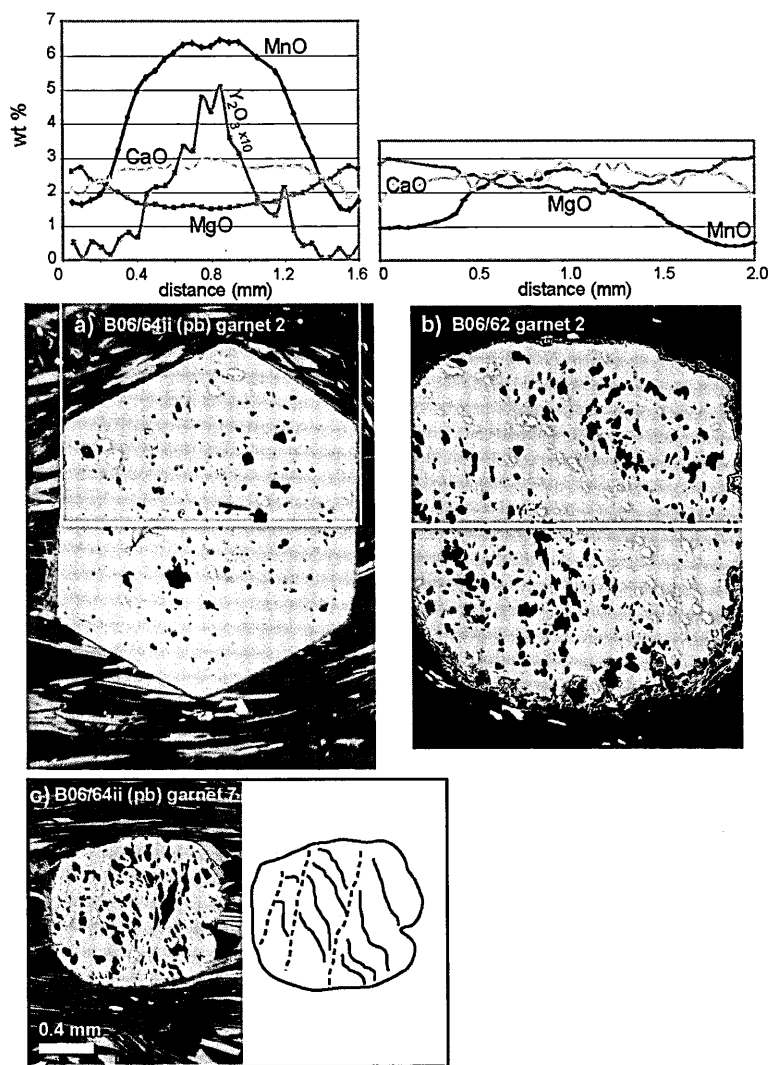 7
6
5
4
3
2
1
0
wt %
MnO
Y₂O₃ x10
CaO
MgO
0 0.4 0.8 1.2 1.6
distance (mm)
CaO
MgO
MnO
0 0.5 1.0 1.5 2.0
distance (mm)
a) B06/64ii (pb) garnet 2
b) B06/62 garnet 2
c) B06/64ii (pb) garnet 7
0.4 mm